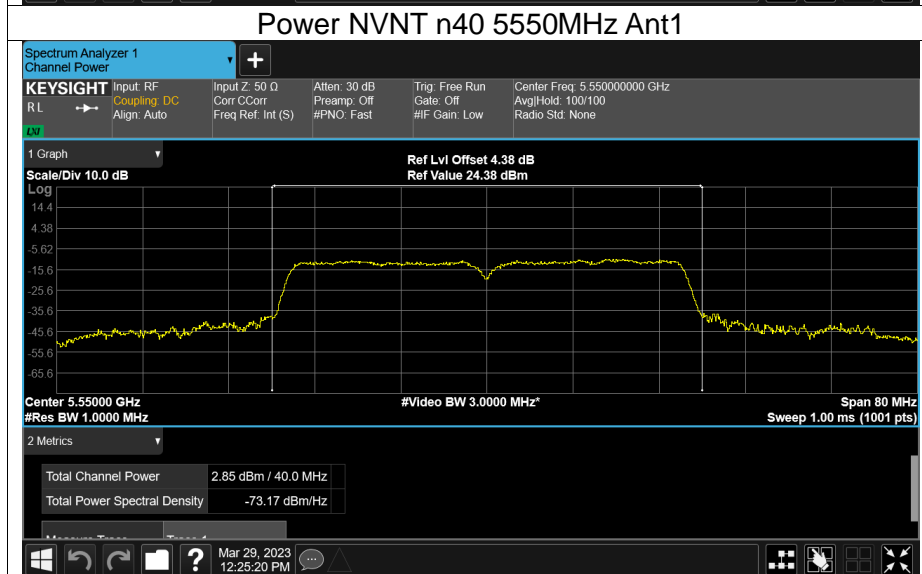 Power NVNT n40 5550MHz Ant1
Spectrum Analyzer 1
Channel Power
KEYSIGHT
R L
LXI
Input: RF
Coupling: DC
Align: Auto
Input Z: 50 Ω
Corr CCorr
Freq Ref: Int (S)
Atten: 30 dB
Preamp: Off
#PNO: Fast
Trig: Free Run
Gate: Off
#IF Gain: Low
Center Freq: 5.550000000 GHz
Avg|Hold: 100/100
Radio Std: None
1 Graph
Scale/Div 10.0 dB
Ref Lvl Offset 4.38 dB
Ref Value 24.38 dBm
Log
14.4
4.38
-5.62
-15.6
-25.6
-35.6
-45.6
-55.6
-65.6
Center 5.55000 GHz
#Video BW 3.0000 MHz*
Span 80 MHz
#Res BW 1.0000 MHz
Sweep 1.00 ms (1001 pts)
2 Metrics
Total Channel Power 2.85 dBm / 40.0 MHz
Total Power Spectral Density -73.17 dBm/Hz
Mar 29, 2023
12:25:20 PM